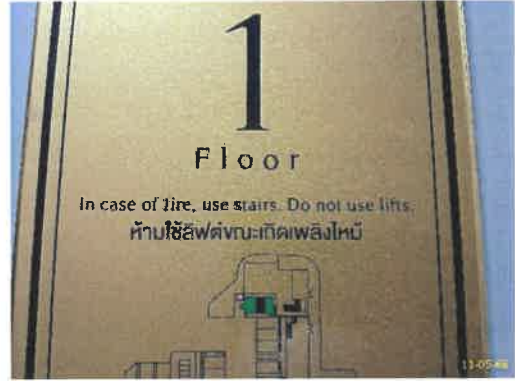 1
Floor
In case of fire, use stairs. Do not use lifts.
ห้ามใช้ลิฟต์ขณะเกิดเพลิงไหม้